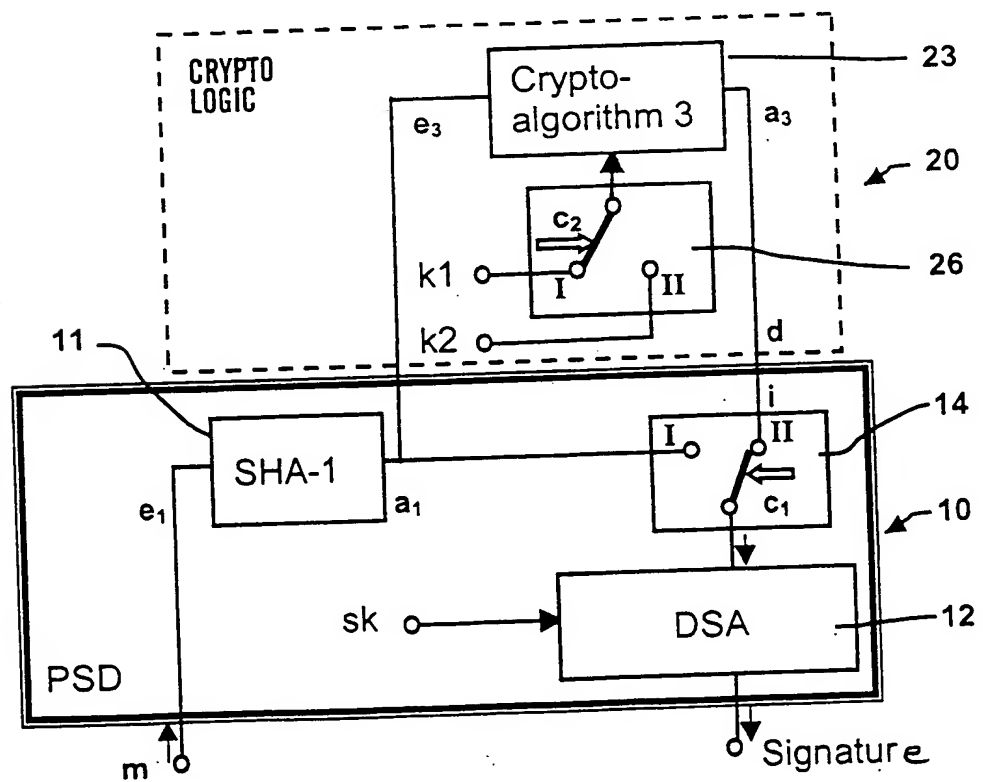 CRYPTO
LOGIC
Crypto-
algorithm 3
23
e3
a3
20
c2
k1
I
II
26
k2
11
d
i
I
II
14
SHA-1
e1
a1
c1
10
sk
DSA
12
PSD
m
Signature